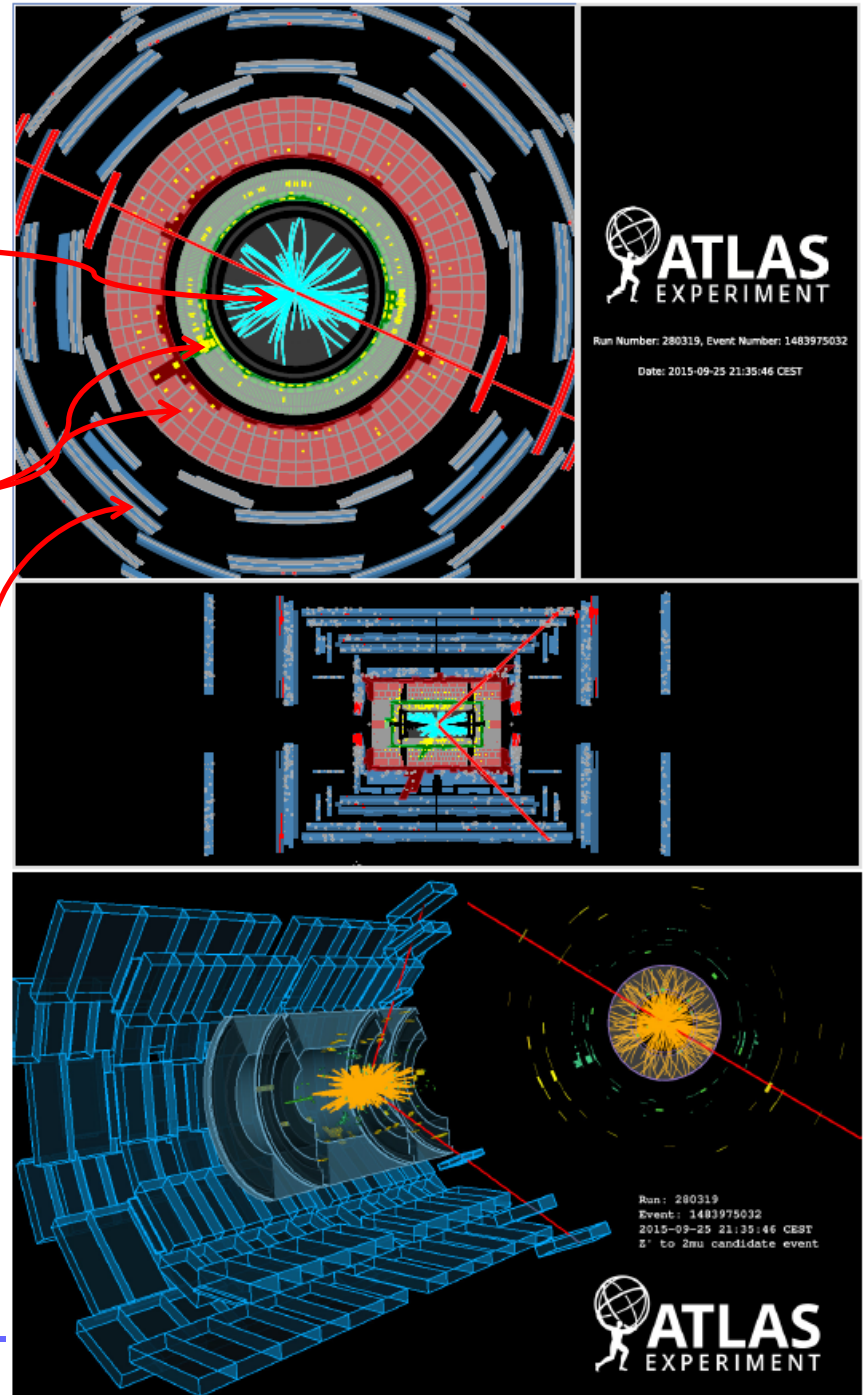 ATLAS
EXPERIMENT
Run Number: 280319, Event Number: 1483975032
Date: 2015-09-25 21:35:46 CEST
Run: 280319
Event: 1483975032
2015-09-25 21:35:46 CEST
Z' to 2mu candidate event
ATLAS
EXPERIMENT